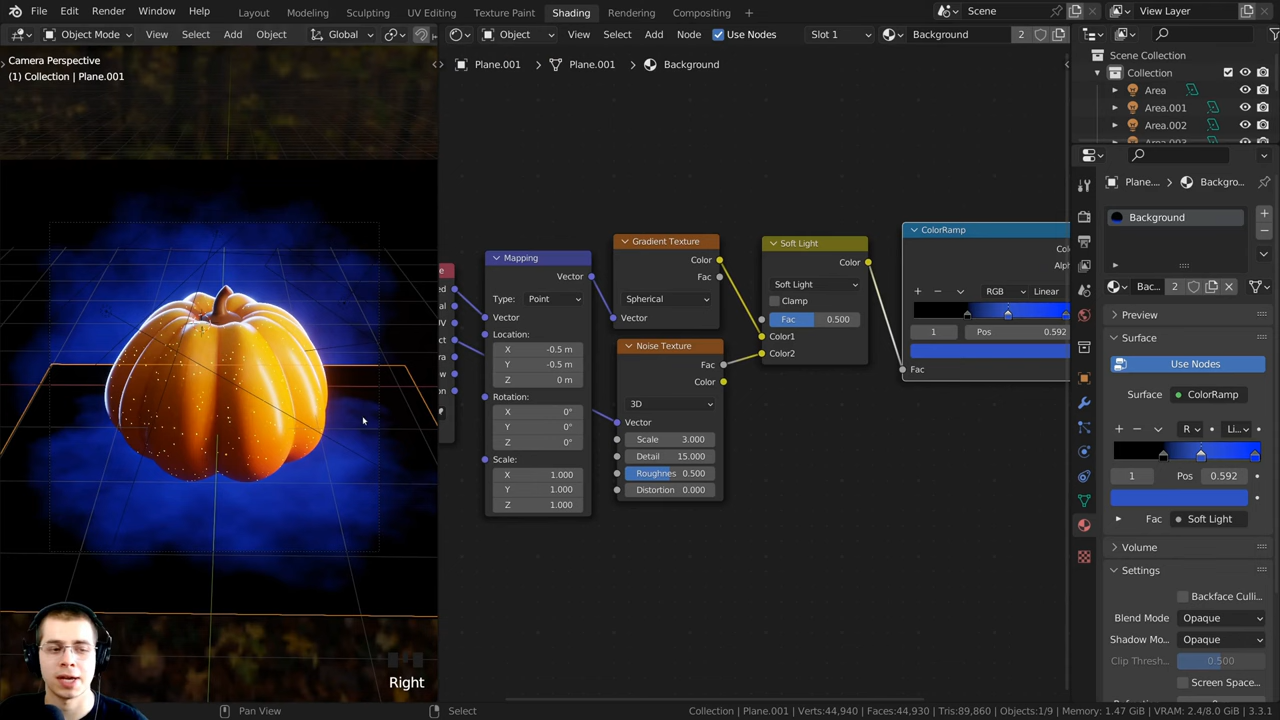 File Edit Render Window Help Layout Modeling Sculpting UV Editing Texture Paint Shading Rendering Compositing + Scene View Layer
Object Mode View Select Add Object Global Object View Select Add Node Use Nodes Slot 1 Background 2
Camera Perspective
(1) Collection | Plane.001
Plane.001 > Plane.001 > Background
Scene Collection
Collection
Area
Area.001
Area.002
Plane.... > Backgro...
Background
Bac... 2
Preview
Surface
Use Nodes
Surface ColorRamp
+ − R Li...
1 Pos 0.592
Fac Soft Light
Volume
Settings
Backface Culli...
Blend Mode Opaque
Shadow Mo... Opaque
Clip Thresh... 0.500
Screen Space...
Mapping
Vector
Type: Point
Vector
Location:
X -0.5 m
Y -0.5 m
Z 0 m
Rotation:
X 0°
Y 0°
Z 0°
Scale:
X 1.000
Y 1.000
Z 1.000
Gradient Texture
Color
Fac
Spherical
Vector
Noise Texture
Fac
Color
3D
Vector
Scale 3.000
Detail 15.000
Roughnes 0.500
Distortion 0.000
Soft Light
Color
Soft Light
Clamp
Fac 0.500
Color1
Color2
ColorRamp
Colo
Alph
+ − RGB Linear
1 Pos 0.592
Fac
Right
Pan View Select Collection | Plane.001 | Verts:44,940 | Faces:44,930 | Tris:89,860 | Objects:1/9 | Memory: 1.47 GiB | VRAM: 2.4/8.0 GiB | 3.3.1